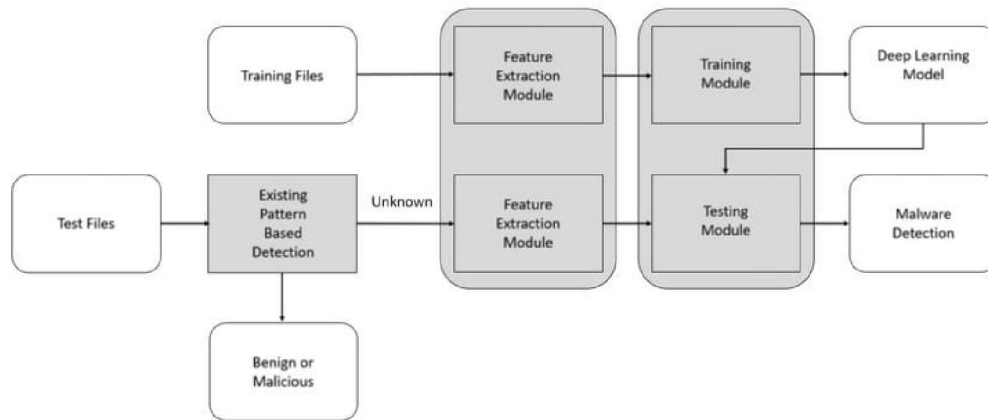 Training Files
Feature
Extraction
Module
Training
Module
Deep Learning
Model
Test Files
Existing
Pattern
Based
Detection
Unknown
Feature
Extraction
Module
Testing
Module
Malware
Detection
Benign or
Malicious